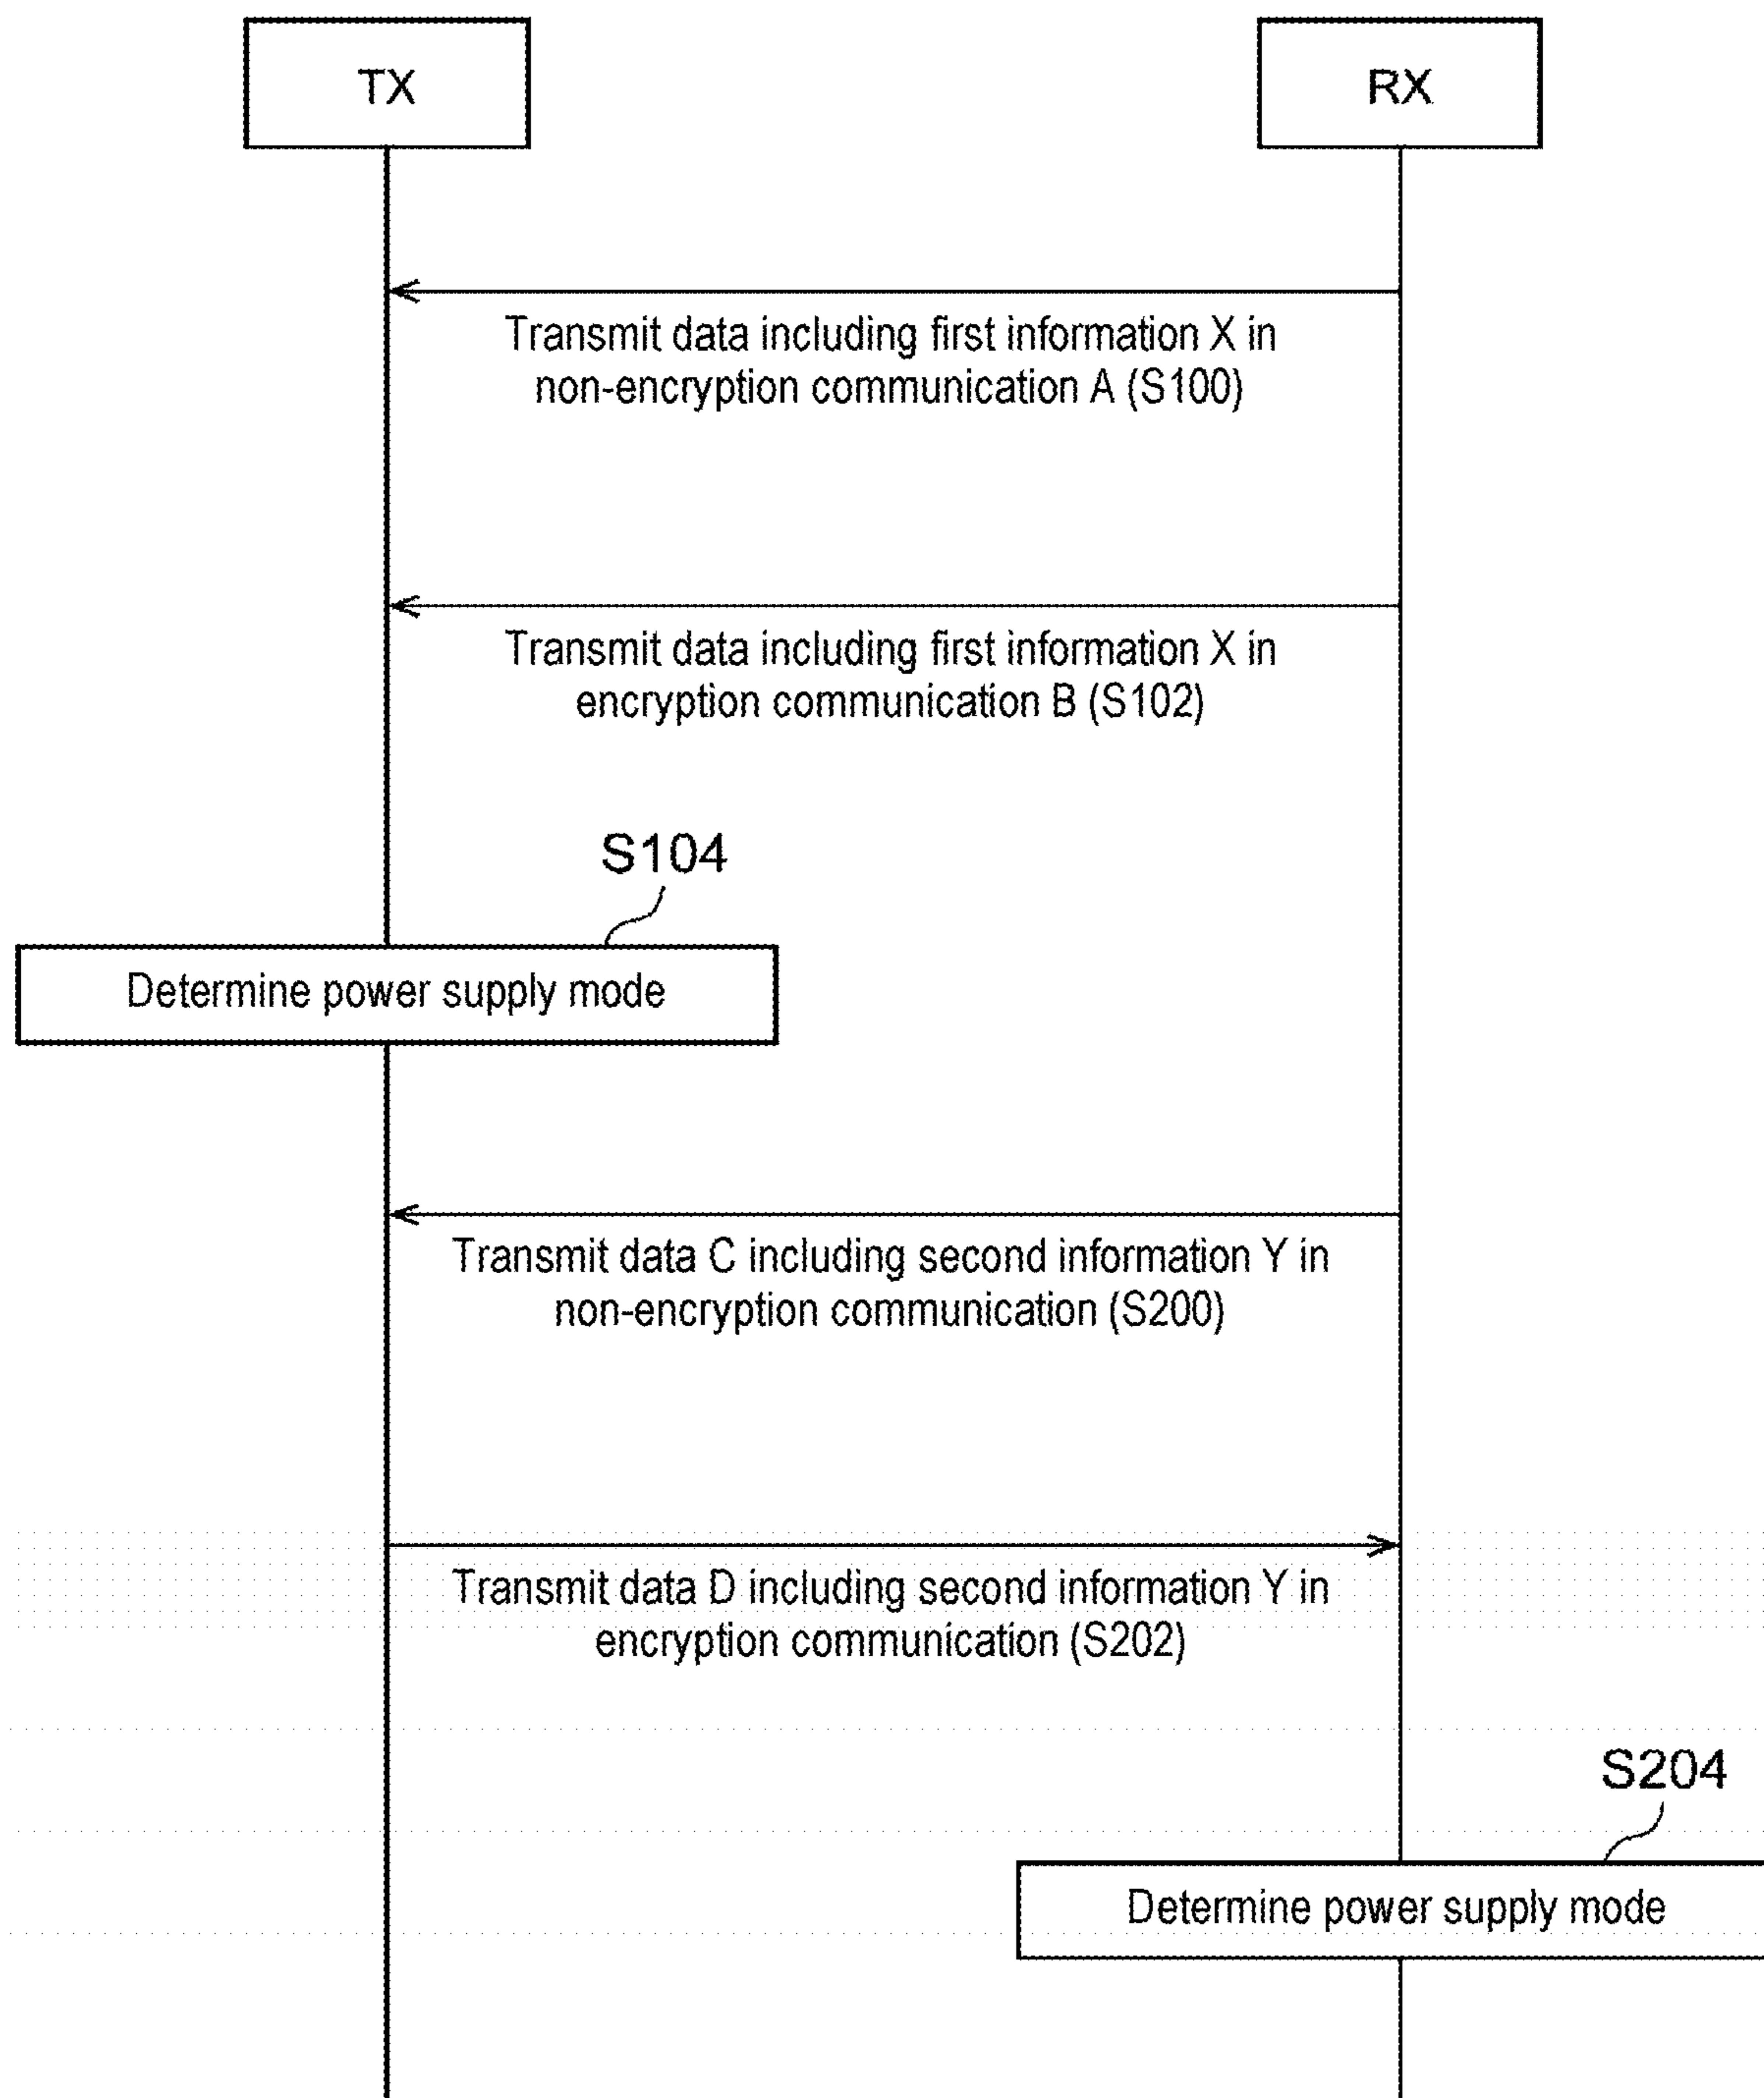 TX
RX
Transmit data including first information X in
non-encryption communication A (S100)
Transmit data including first information X in
encryption communication B (S102)
S104
Determine power supply mode
Transmit data C including second information Y in
non-encryption communication (S200)
Transmit data D including second information Y in
encryption communication (S202)
S204
Determine power supply mode